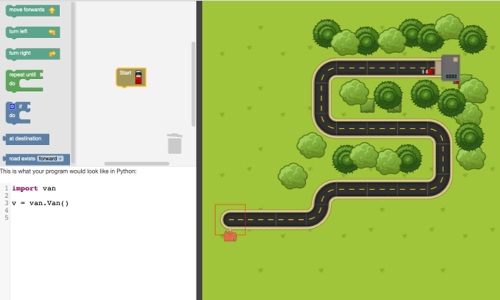 move forwards
turn left
turn right
repeat until
do
if
do
at destination
road exists forward
Start
This is what your program would look like in Python:
1 import van
2
3 v = van.Van()
4
5